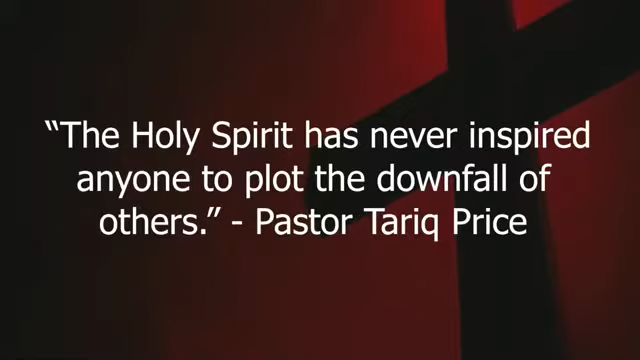 “The Holy Spirit has never inspired
anyone to plot the downfall of
others.” - Pastor Tariq Price